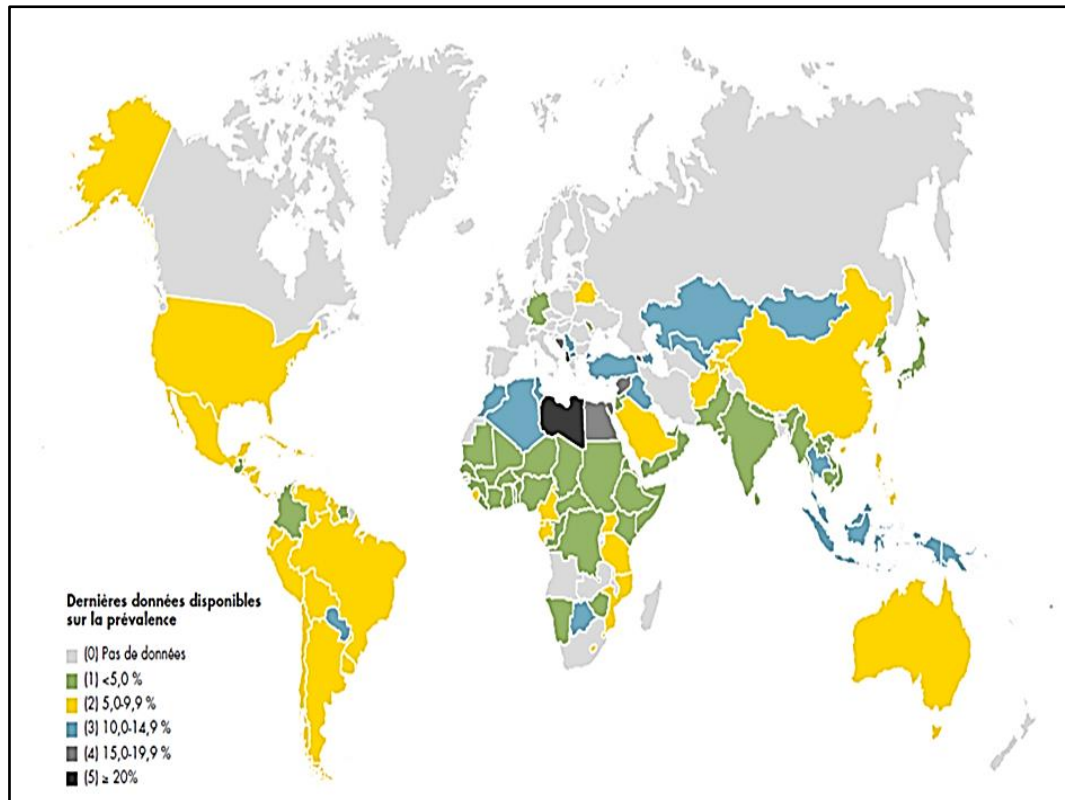 Dernières données disponibles
sur la prévalence
(0) Pas de données
(1) <5,0 %
(2) 5,0-9,9 %
(3) 10,0-14,9 %
(4) 15,0-19,9 %
(5) ≥ 20%